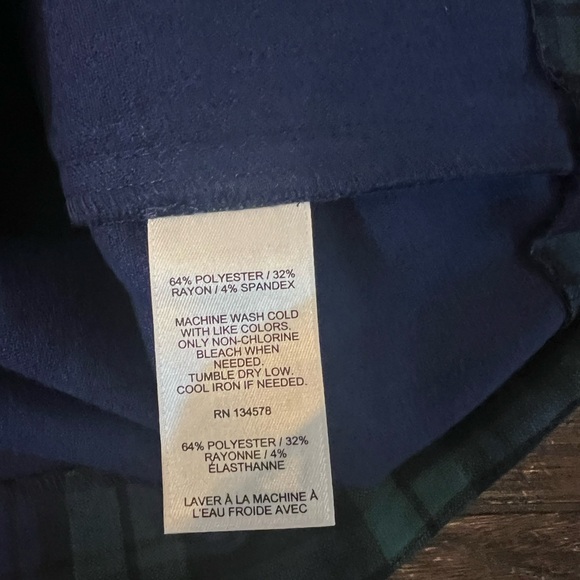 64% POLYESTER / 32%
RAYON / 4% SPANDEX
MACHINE WASH COLD
WITH LIKE COLORS.
ONLY NON-CHLORINE
BLEACH WHEN
NEEDED.
TUMBLE DRY LOW.
COOL IRON IF NEEDED.
RN 134578
64% POLYESTER / 32%
RAYONNE / 4%
ÉLASTHANNE
LAVER À LA MACHINE À
L'EAU FROIDE AVEC